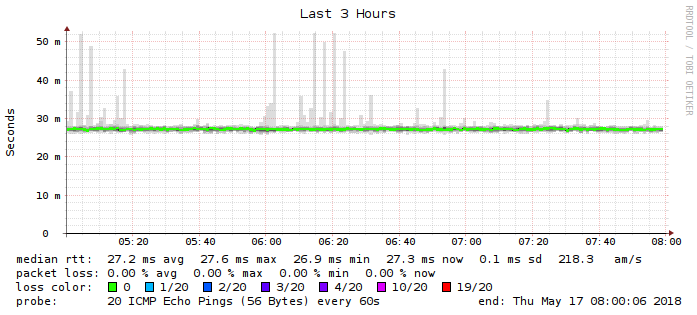 Last 3 Hours
RRDTOOL / TOBI OETIKER
Seconds
50 m
40 m
30 m
20 m
10 m
0
05:20 05:40 06:00 06:20 06:40 07:00 07:20 07:40 08:00
median rtt: 27.2 ms avg 27.6 ms max 26.9 ms min 27.3 ms now 0.1 ms sd 218.3 am/s
packet loss: 0.00 % avg 0.00 % max 0.00 % min 0.00 % now
loss color: 0 1/20 2/20 3/20 4/20 10/20 19/20
probe: 20 ICMP Echo Pings (56 Bytes) every 60s end: Thu May 17 08:00:06 2018